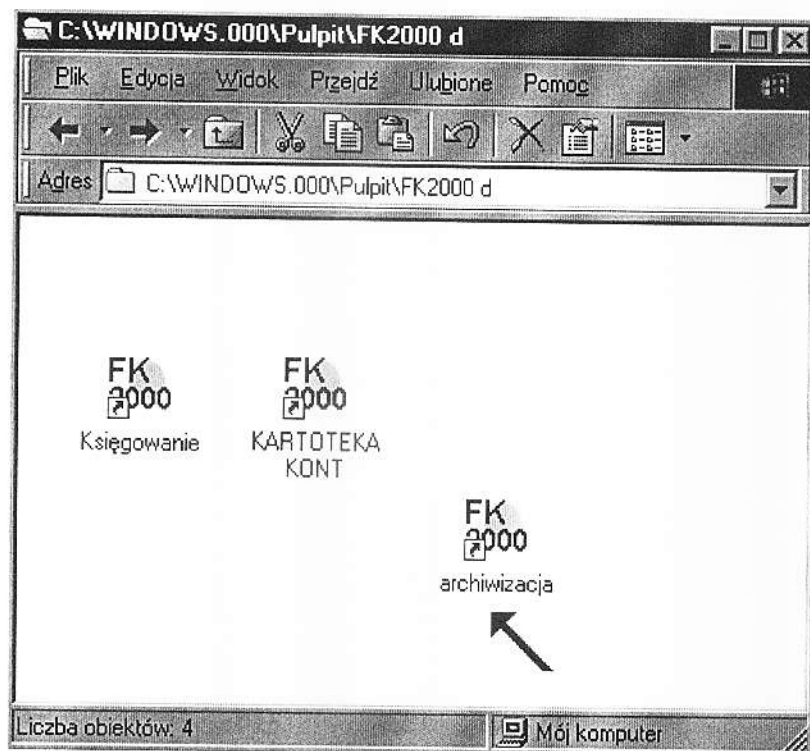 C:\WINDOWS.000\Pulpit\FK2000 d
Plik Edycja Widok Przejdź Ulubione Pomoc
Adres C:\WINDOWS.000\Pulpit\FK2000 d
FK
2000
Księgowanie
FK
2000
KARTOTEKA
KONT
FK
2000
archiwizacja
Liczba obiektów: 4 Mój komputer